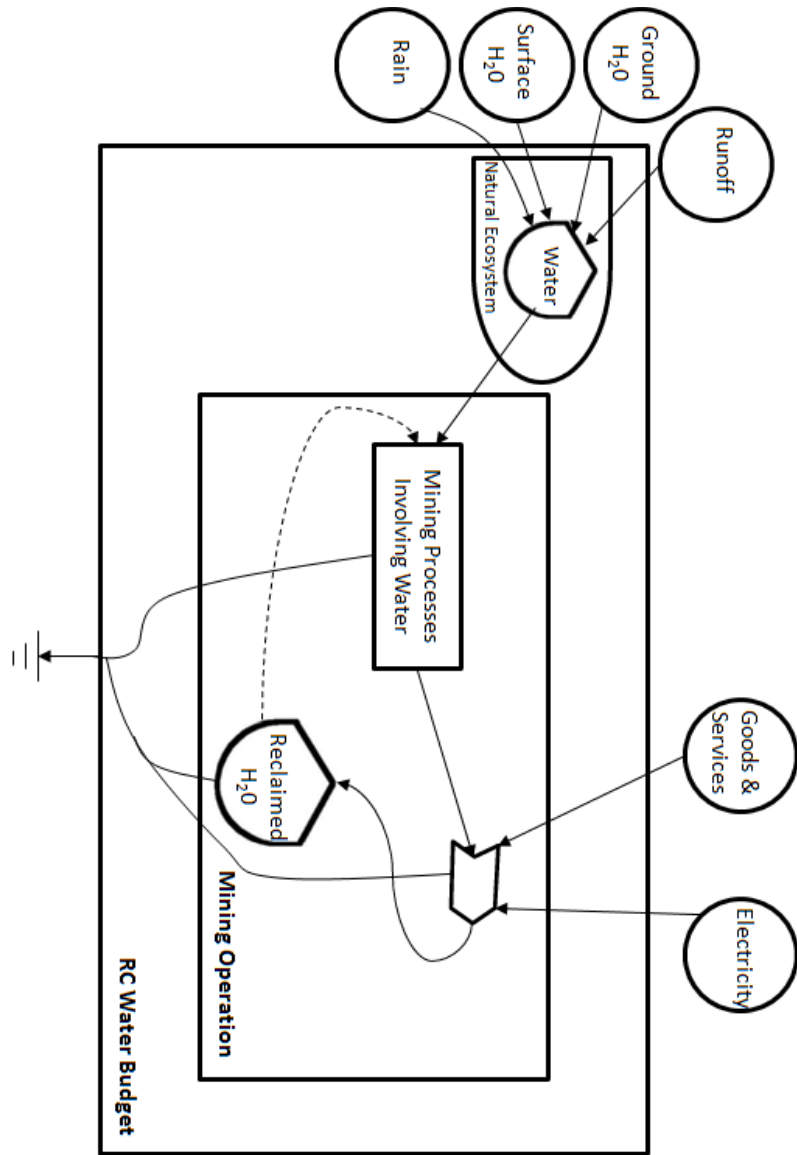 Runoff
Ground
H₂0
Surface
H₂0
Rain
Water
Natural Ecosystem
Goods &
Services
Electricity
Mining Processes
Involving Water
Reclaimed
H₂0
Mining Operation
RC Water Budget